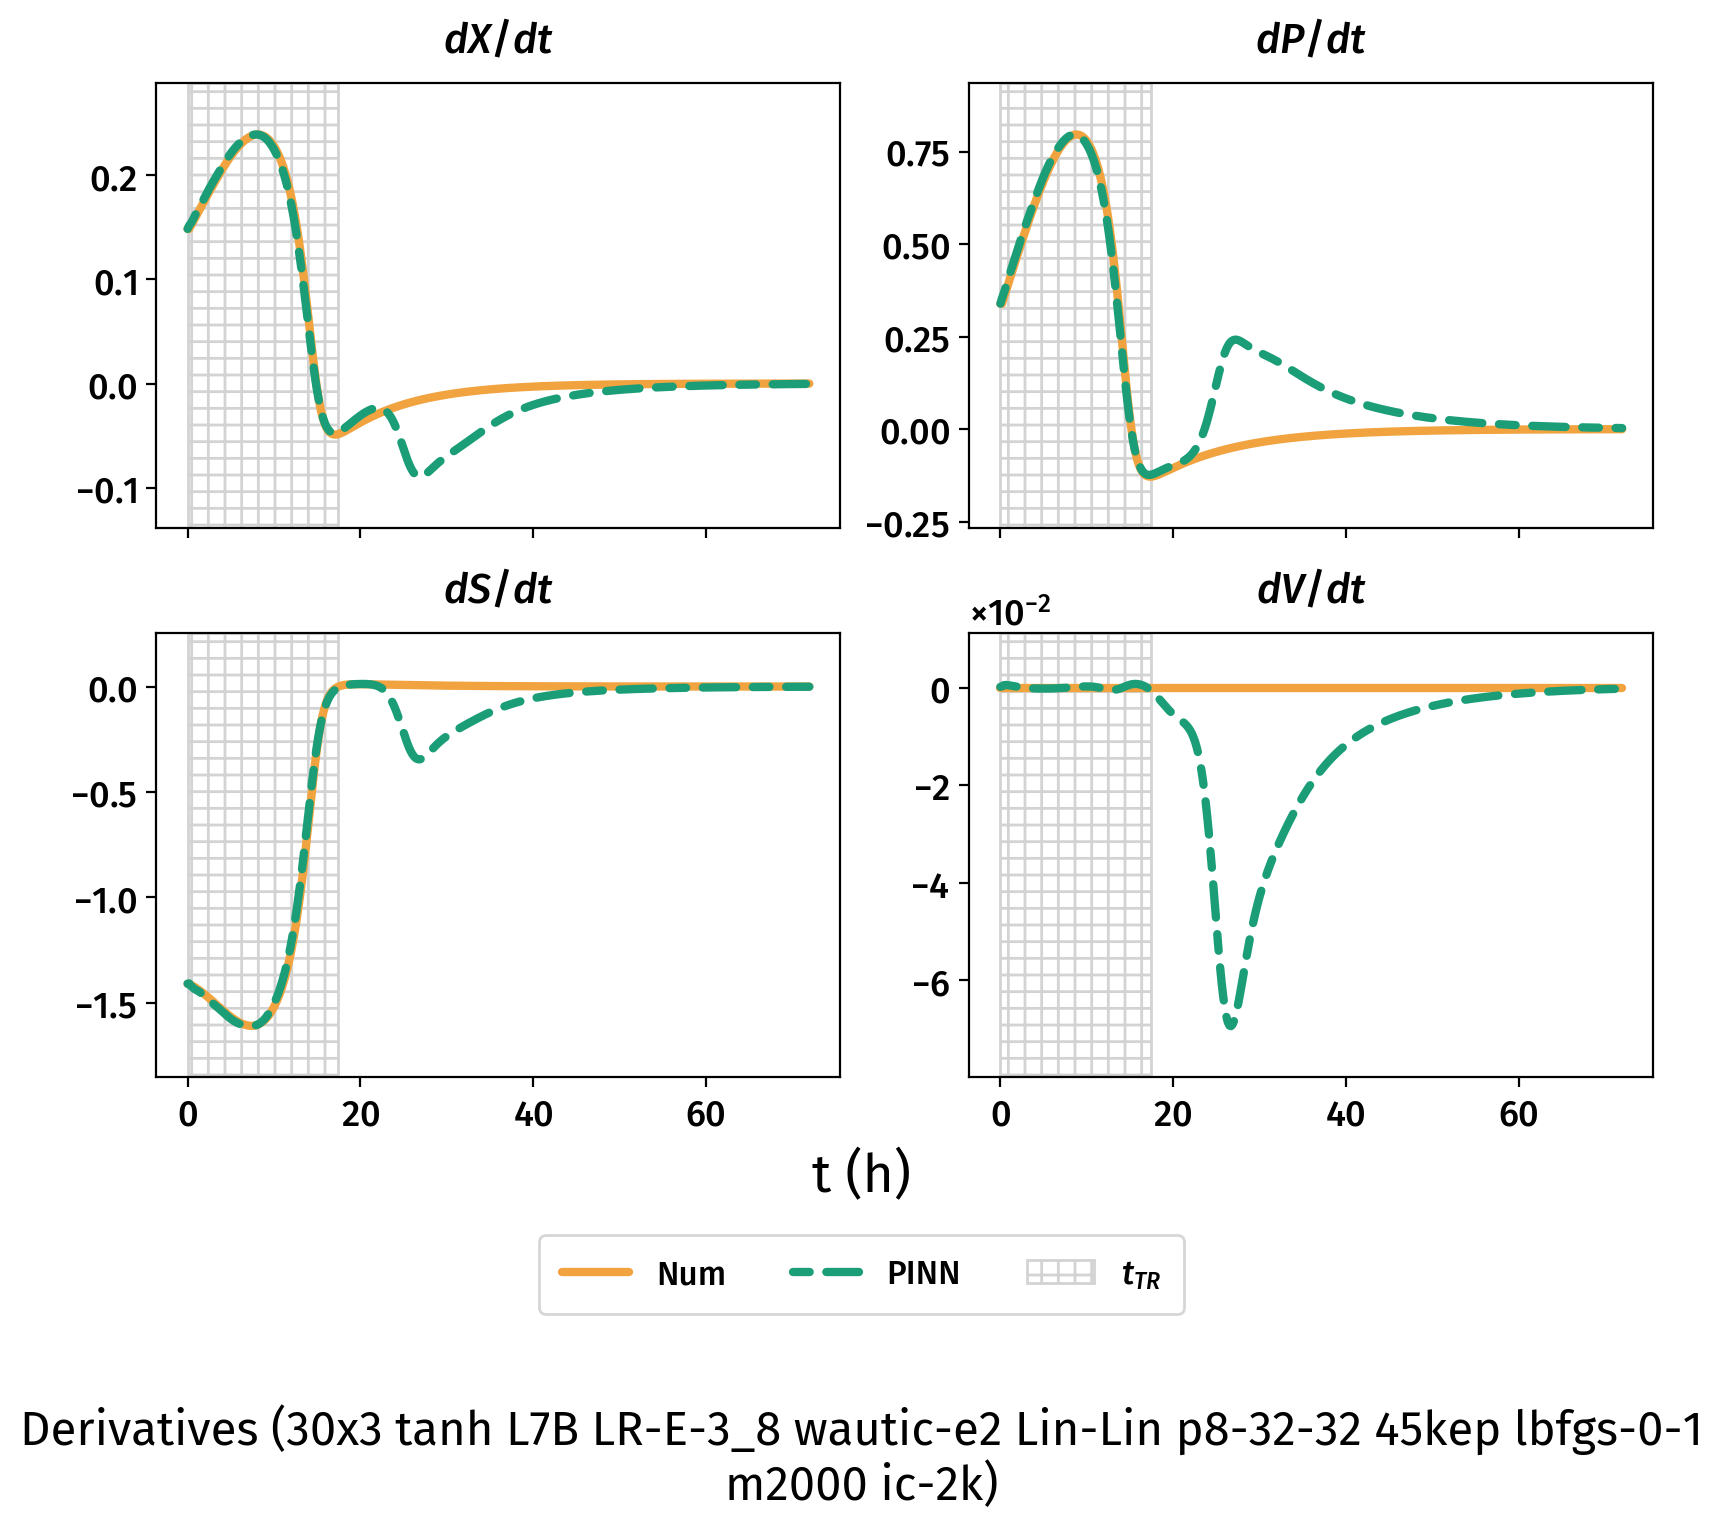 dX/dt
dP/dt
0.2
0.1
0.0
−0.1
0.75
0.50
0.25
0.00
−0.25
dS/dt
dV/dt
×10⁻²
0.0
−0.5
−1.0
−1.5
0
−2
−4
−6
0 20 40 60
0 20 40 60
t (h)
Num PINN t_TR
Derivatives (30x3 tanh L7B LR-E-3_8 wautic-e2 Lin-Lin p8-32-32 45kep lbfgs-0-1
m2000 ic-2k)